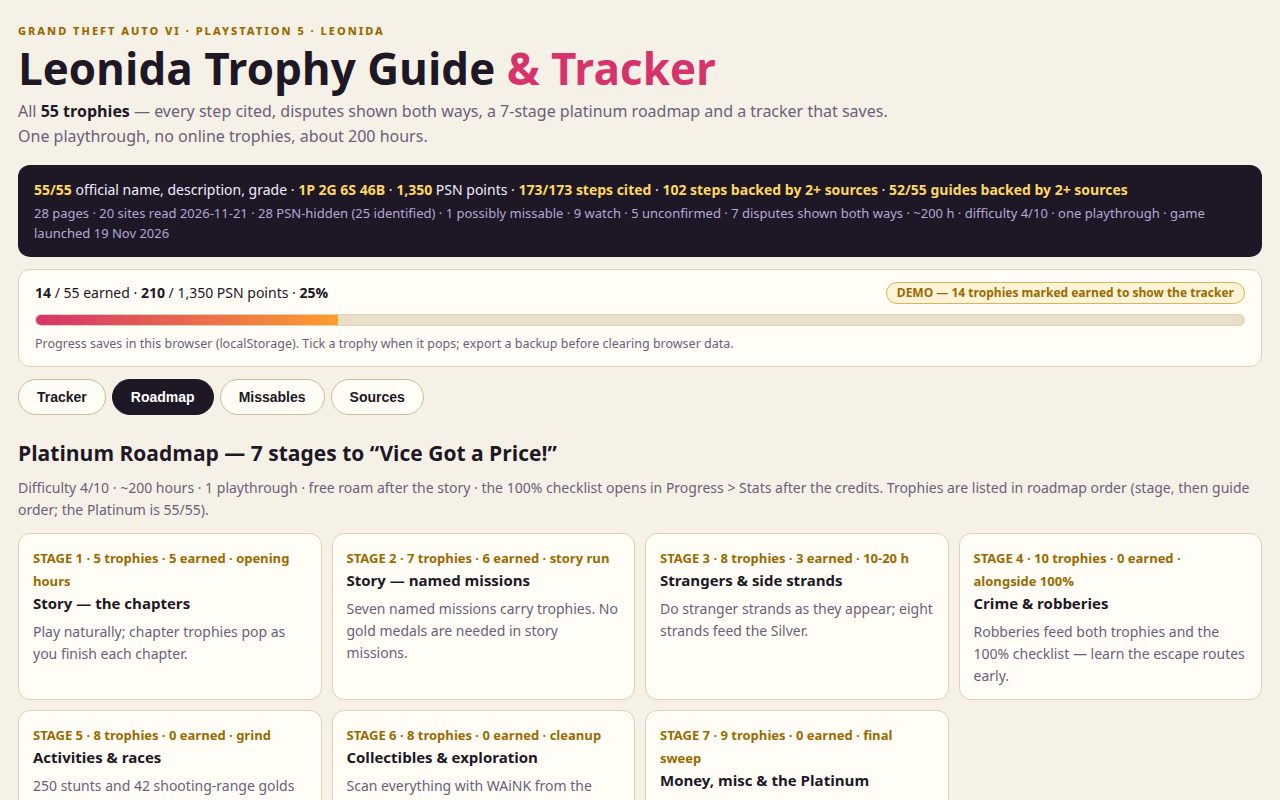 GRAND THEFT AUTO VI · PLAYSTATION 5 · LEONIDA
Leonida Trophy Guide & Tracker
All 55 trophies — every step cited, disputes shown both ways, a 7-stage platinum roadmap and a tracker that saves.
One playthrough, no online trophies, about 200 hours.
55/55 official name, description, grade · 1P 2G 6S 46B · 1,350 PSN points · 173/173 steps cited · 102 steps backed by 2+ sources · 52/55 guides backed by 2+ sources
28 pages · 20 sites read 2026-11-21 · 28 PSN-hidden (25 identified) · 1 possibly missable · 9 watch · 5 unconfirmed · 7 disputes shown both ways · ~200 h · difficulty 4/10 · one playthrough · game
launched 19 Nov 2026
14 / 55 earned · 210 / 1,350 PSN points · 25%
DEMO — 14 trophies marked earned to show the tracker
Progress saves in this browser (localStorage). Tick a trophy when it pops; export a backup before clearing browser data.
Tracker
Roadmap
Missables
Sources
Platinum Roadmap — 7 stages to “Vice Got a Price!”
Difficulty 4/10 · ~200 hours · 1 playthrough · free roam after the story · the 100% checklist opens in Progress > Stats after the credits. Trophies are listed in roadmap order (stage, then guide
order; the Platinum is 55/55).
STAGE 1 · 5 trophies · 5 earned · opening
hours
Story — the chapters
Play naturally; chapter trophies pop as
you finish each chapter.
STAGE 2 · 7 trophies · 6 earned · story run
Story — named missions
Seven named missions carry trophies. No
gold medals are needed in story
missions.
STAGE 3 · 8 trophies · 3 earned · 10-20 h
Strangers & side strands
Do stranger strands as they appear; eight
strands feed the Silver.
STAGE 4 · 10 trophies · 0 earned ·
alongside 100%
Crime & robberies
Robberies feed both trophies and the
100% checklist — learn the escape routes
early.
STAGE 5 · 8 trophies · 0 earned · grind
Activities & races
250 stunts and 42 shooting-range golds
STAGE 6 · 8 trophies · 0 earned · cleanup
Collectibles & exploration
Scan everything with WAiNK from the
STAGE 7 · 9 trophies · 0 earned · final
sweep
Money, misc & the Platinum